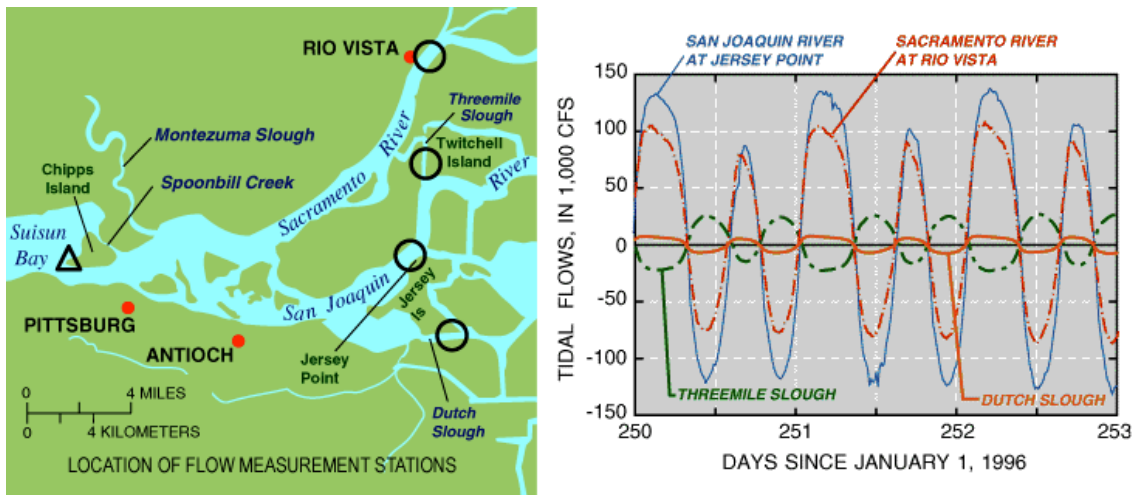 RIO VISTA
Threemile
Slough
Montezuma Slough
River
Twitchell
Island
Chipps
Island
River
Spoonbill Creek
Sacramento
Suisun
Bay
San Joaquin
Jersey
Is
PITTSBURG
ANTIOCH
Jersey
Point
0 4 MILES
0 4 KILOMETERS
Dutch
Slough
LOCATION OF FLOW MEASUREMENT STATIONS
SAN JOAQUIN RIVER
AT JERSEY POINT
SACRAMENTO RIVER
AT RIO VISTA
TIDAL FLOWS, IN 1,000 CFS
150
100
50
0
-50
-100
-150
THREEMILE SLOUGH
DUTCH SLOUGH
250 251 252 253
DAYS SINCE JANUARY 1, 1996